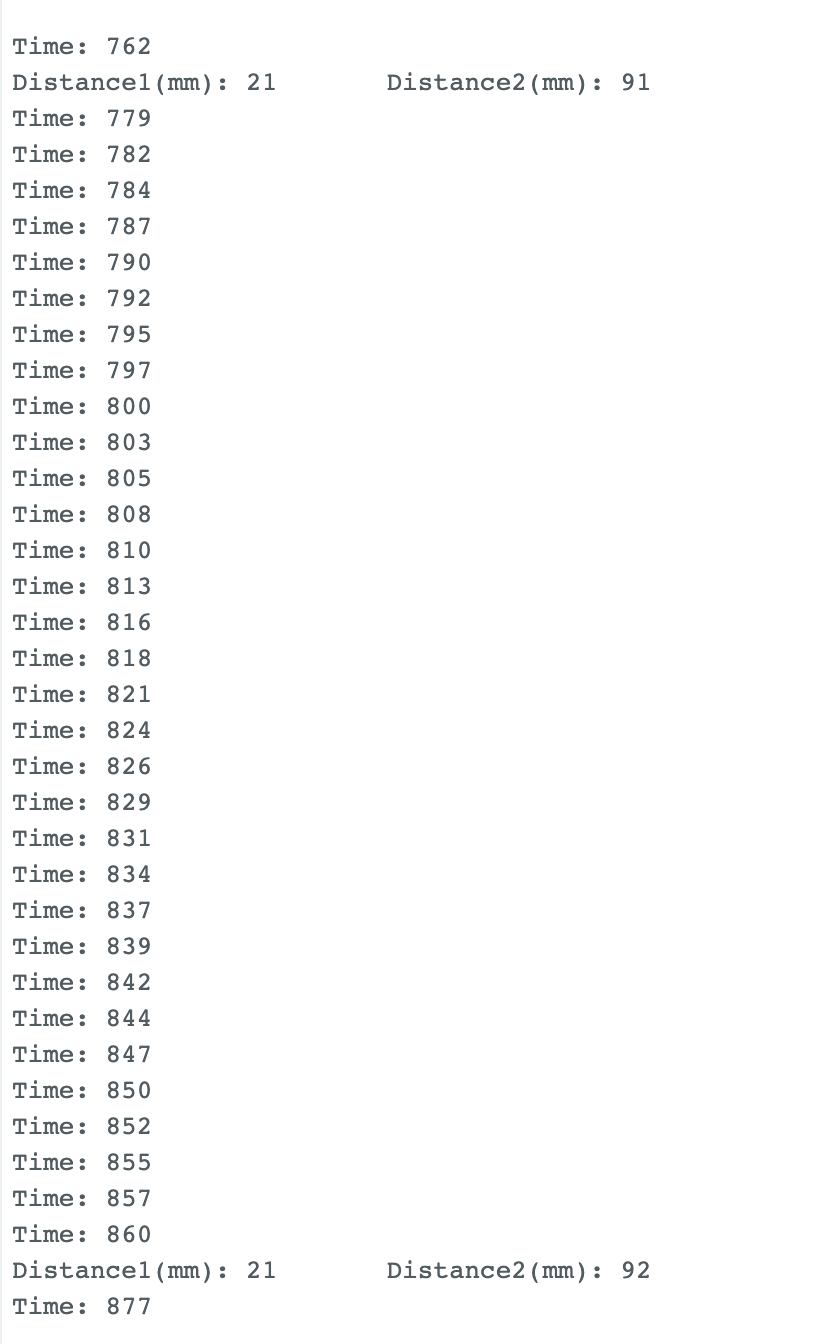 Time: 762
Distance1(mm): 21 Distance2(mm): 91
Time: 779
Time: 782
Time: 784
Time: 787
Time: 790
Time: 792
Time: 795
Time: 797
Time: 800
Time: 803
Time: 805
Time: 808
Time: 810
Time: 813
Time: 816
Time: 818
Time: 821
Time: 824
Time: 826
Time: 829
Time: 831
Time: 834
Time: 837
Time: 839
Time: 842
Time: 844
Time: 847
Time: 850
Time: 852
Time: 855
Time: 857
Time: 860
Distance1(mm): 21 Distance2(mm): 92
Time: 877